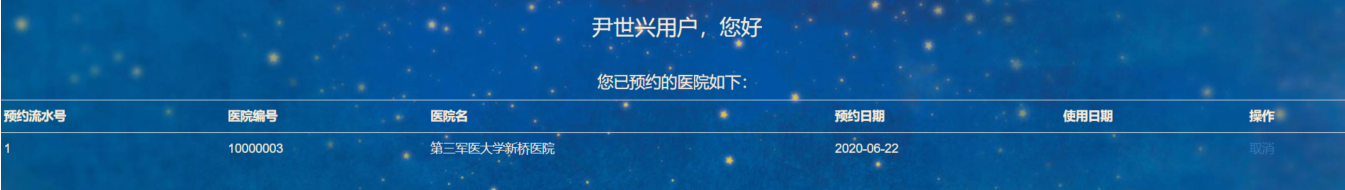 尹世兴用户，您好
您已预约的医院如下：
预约流水号 医院编号 医院名 预约日期 使用日期 操作
1 10000003 第三军医大学新桥医院 2020-06-22 取消